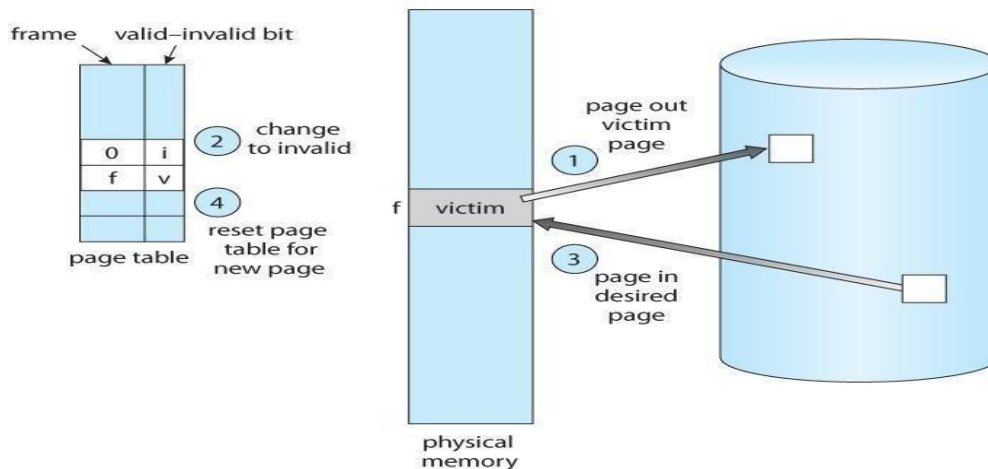 frame
valid–invalid bit
0 i
f v
page table
2
change
to invalid
4
reset page
table for
new page
f
victim
physical
memory
1
page out
victim
page
3
page in
desired
page